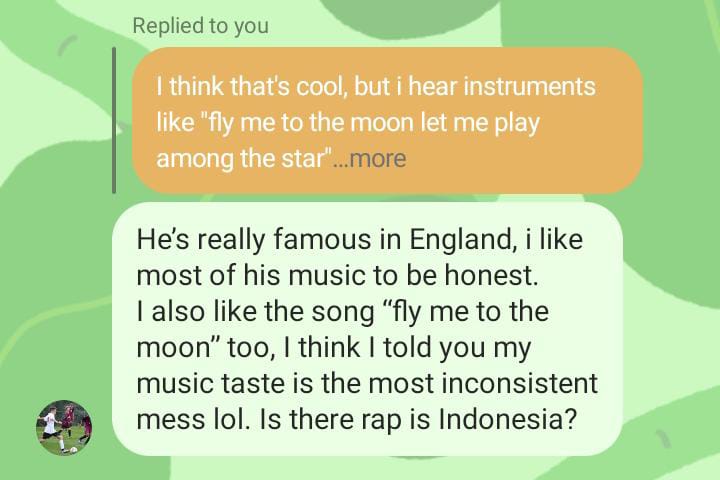 Replied to you
I think that's cool, but i hear instruments
like "fly me to the moon let me play
among the star"...more
He’s really famous in England, i like
most of his music to be honest.
I also like the song “fly me to the
moon” too, I think I told you my
music taste is the most inconsistent
mess lol. Is there rap is Indonesia?